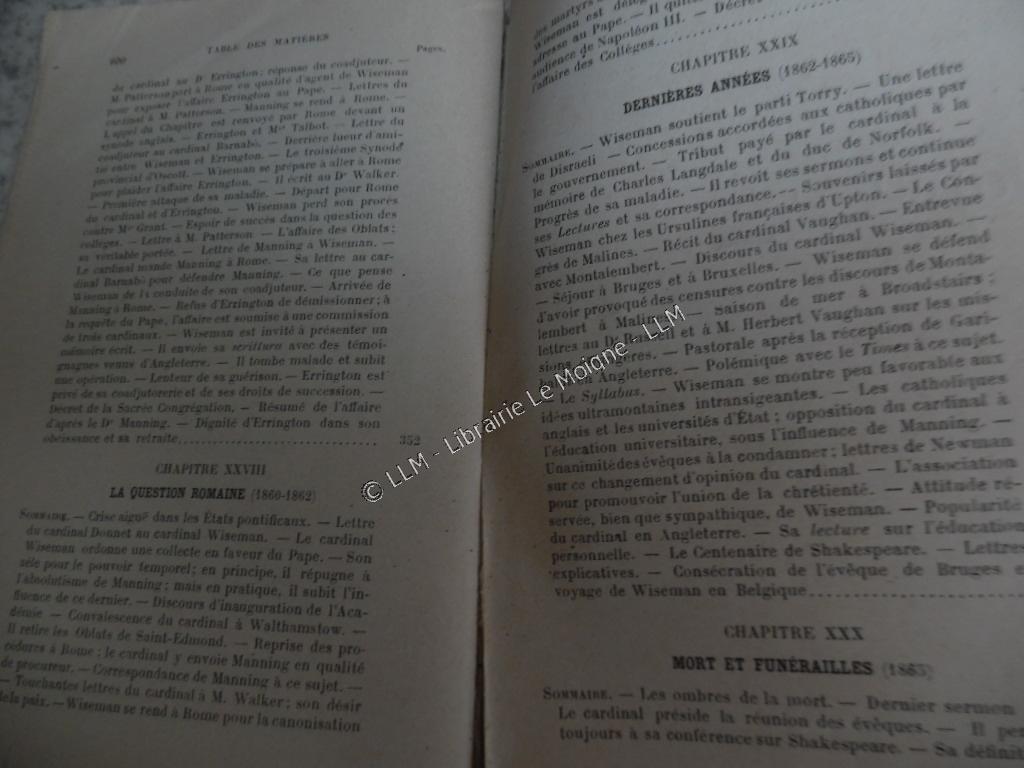 600
TABLE DES MATIÈRES
Pages.
du cardinal au Dr Errington; réponse du coadjuteur. —
M. Patterson part à Rome en qualité d'agent de Wiseman
pour exposer l'affaire Errington au Pape. — Lettres du
cardinal à M. Patterson. — Manning se rend à Rome. —
L'appel du Chapitre est renvoyé par Rome devant un
synode anglais. — Errington et Mgr Talbot. — Lettre du
coadjuteur au cardinal Barnabò. — Dernière lueur d'ami-
tié entre Wiseman et Errington. — Le troisième Synode
provincial d'Oscott. — Wiseman se prépare à aller à Rome
pour plaider l'affaire Errington. — Il écrit au Dr Walker.
— Première attaque de sa maladie. — Départ pour Rome
du cardinal et d'Errington. — Wiseman perd son procès
contre Mgr Grant. — Espoir de succès dans la question des
collèges. — Lettre à M. Patterson — L'affaire des Oblats;
sa véritable portée. — Lettre de Manning à Wiseman. —
Le cardinal mande Manning à Rome. — Sa lettre au car-
dinal Barnabò pour défendre Manning. — Ce que pense
Wiseman de la conduite de son coadjuteur. — Arrivée de
Manning à Rome. — Refus d'Errington de démissionner; à
la requête du Pape, l'affaire est soumise à une commission
de trois cardinaux. — Wiseman est invité à présenter un
mémoire écrit. — Il envoie sa scrittura avec des témoi-
gnages venus d'Angleterre. — Il tombe malade et subit
une opération. — Lenteur de sa guérison. — Errington est
privé de sa coadjutorerie et de ses droits de succession. —
Décret de la Sacrée Congrégation. — Résumé de l'affaire
d'après le Dr Manning. — Dignité d'Errington dans son
obéissance et sa retraite........................ 352
CHAPITRE XXVIII
LA QUESTION ROMAINE (1860-1862)
SOMMAIRE. — Crise aiguë dans les États pontificaux. — Lettre
du cardinal Donnet au cardinal Wiseman. — Le cardinal
Wiseman ordonne une collecte en faveur du Pape. — Son
zèle pour le pouvoir temporel; en principe, il répugne à
l'absolutisme de Manning; mais en pratique, il subit l'in-
fluence de ce dernier. — Discours d'inauguration de l'Aca-
démie — Convalescence du cardinal à Walthamstow. —
Il retire les Oblats de Saint-Edmond. — Reprise des pro-
cédures à Rome; le cardinal y envoie Manning en qualité
de procureur. — Correspondance de Manning à ce sujet. —
— Touchantes lettres du cardinal à M. Walker; son désir
de la paix. — Wiseman se rend à Rome pour la canonisation
des martyrs
Wiseman est
adresse au Pape. — Il
audience de Napoléon III. — Décret
affaire des Collèges........................
CHAPITRE XXIX
DERNIÈRES ANNÉES (1862-1865)
SOMMAIRE. — Wiseman soutient le parti Torry. — Une lettre
de Disraeli — Concessions accordées aux catholiques par
le gouvernement. — Tribut payé par le cardinal à la
mémoire de Charles Langdale et du duc de Norfolk. —
Progrès de sa maladie. — Il revoit ses sermons et continue
ses Lectures et sa correspondance. — Souvenirs laissés par
Wiseman chez les Ursulines françaises d'Upton. — Le Con-
grès de Malines. — Récit du cardinal Vaughan. — Entrevue
avec Montalembert. — Discours du cardinal Wiseman. —
— Séjour à Bruges et à Bruxelles. — Wiseman se défend
d'avoir provoqué des censures contre les discours de Monta-
lembert à Malines. — Saison de mer à Broadstairs;
lettres au Dr Russell et à M. Herbert Vaughan sur les mis-
sions étrangères. — Pastorale après la réception de Gari-
baldi en Angleterre. — Polémique avec le Times à ce sujet.
— Le Syllabus. — Wiseman se montre peu favorable aux
idées ultramontaines intransigeantes. — Les catholiques
anglais et les universités d'État; opposition du cardinal à
l'éducation universitaire, sous l'influence de Manning. —
Unanimité des évêques à la condamner; lettres de Newman
sur ce changement d'opinion du cardinal. — L'association
pour promouvoir l'union de la chrétienté. — Attitude ré-
servée, bien que sympathique, de Wiseman. — Popularité
du cardinal en Angleterre. — Sa lecture sur l'éducation
personnelle. — Le Centenaire de Shakespeare. — Lettres
explicatives. — Consécration de l'évêque de Bruges e
voyage de Wiseman en Belgique........................
CHAPITRE XXX
MORT ET FUNÉRAILLES (1865)
SOMMAIRE. — Les ombres de la mort. — Dernier sermon
Le cardinal préside la réunion des évêques. — Il pen
toujours à sa conférence sur Shakespeare. — Sa définit
© LLM - Librairie Le Moigne - LLM